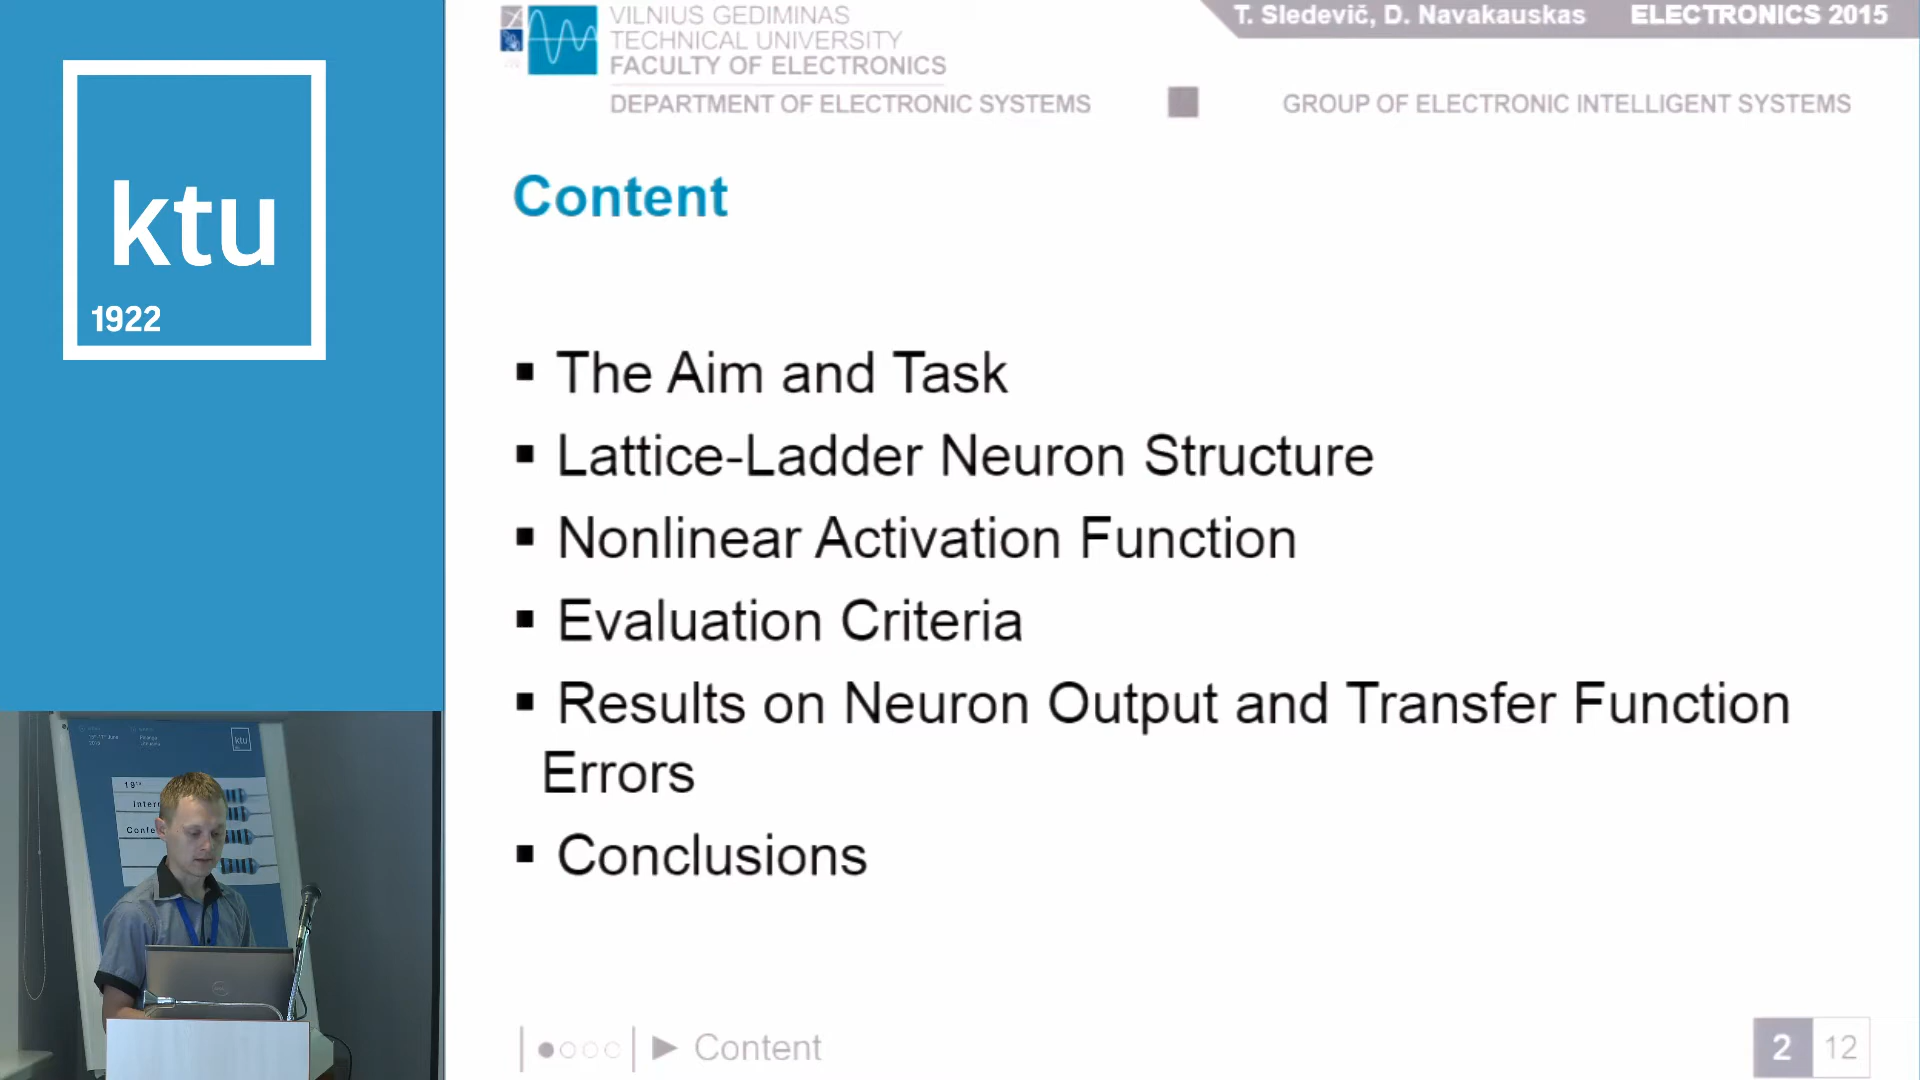 ktu
1922
VILNIUS GEDIMINAS
TECHNICAL UNIVERSITY
FACULTY OF ELECTRONICS
DEPARTMENT OF ELECTRONIC SYSTEMS
T. Sledevič, D. Navakauskas ELECTRONICS 2015
GROUP OF ELECTRONIC INTELLIGENT SYSTEMS
Content
▪ The Aim and Task
▪ Lattice-Ladder Neuron Structure
▪ Nonlinear Activation Function
▪ Evaluation Criteria
▪ Results on Neuron Output and Transfer Function
Errors
▪ Conclusions
Content
2 12
ktu
19th